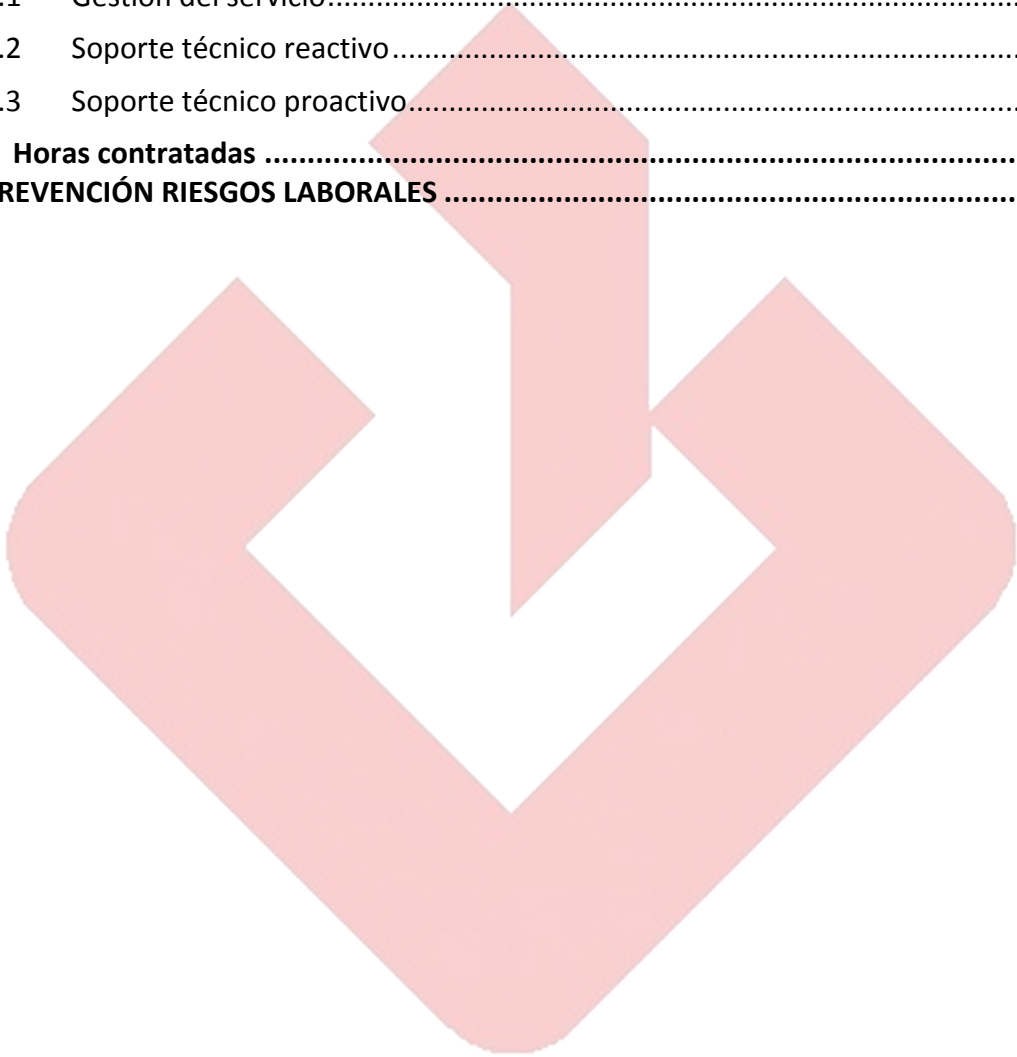 .1 Gestión del servicio
.2 Soporte técnico reactivo
.3 Soporte técnico proactivo
Horas contratadas
REVENCIÓN RIESGOS LABORALES